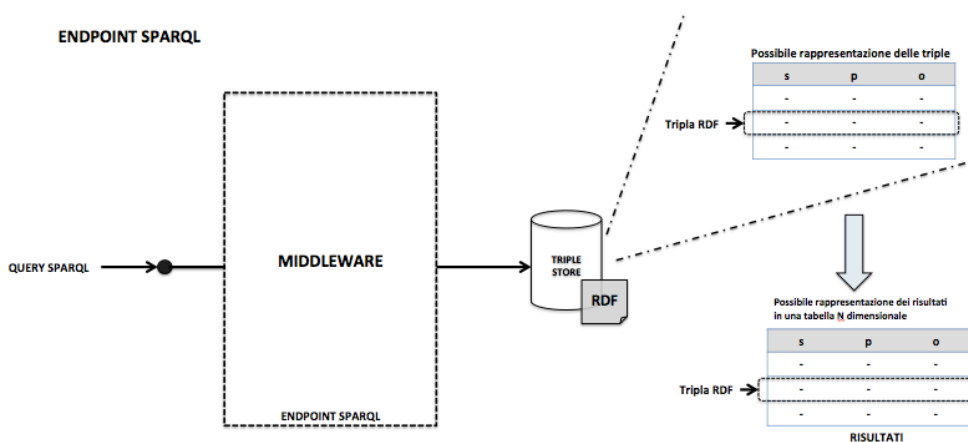 ENDPOINT SPARQL
Possibile rappresentazione delle triple
s p o
- - -
Tripla RDF
- - -
- - -
QUERY SPARQL
MIDDLEWARE
TRIPLE
STORE
RDF
ENDPOINT SPARQL
Possibile rappresentazione dei risultati
in una tabella N dimensionale
s p o
- - -
Tripla RDF
- - -
- - -
RISULTATI